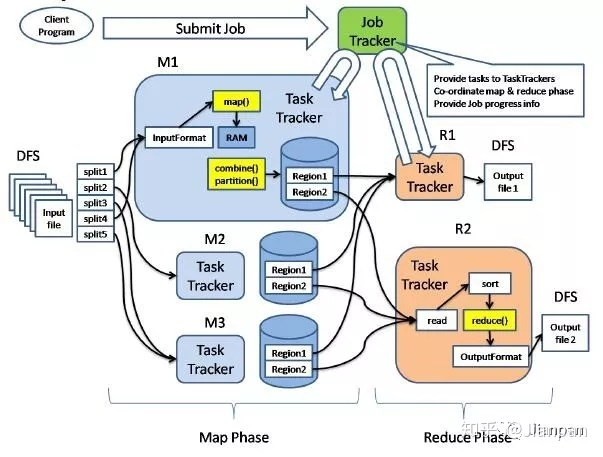 Client
Program
Submit Job
Job
Tracker
Provide tasks to TaskTrackers
Co-ordinate map & reduce phase
Provide Job progress info
M1
map()
Task
Tracker
InputFormat
RAM
combine()
partition()
Region1
Region2
DFS
Input
file
split1
split2
split3
split4
split5
R1
Task
Tracker
DFS
Output
file 1
M2
Task
Tracker
Region1
Region2
M3
Task
Tracker
Region1
Region2
R2
Task
Tracker
sort
read
reduce()
OutputFormat
DFS
Output
file 2
Map Phase
Reduce Phase
知乎 @Jianpan